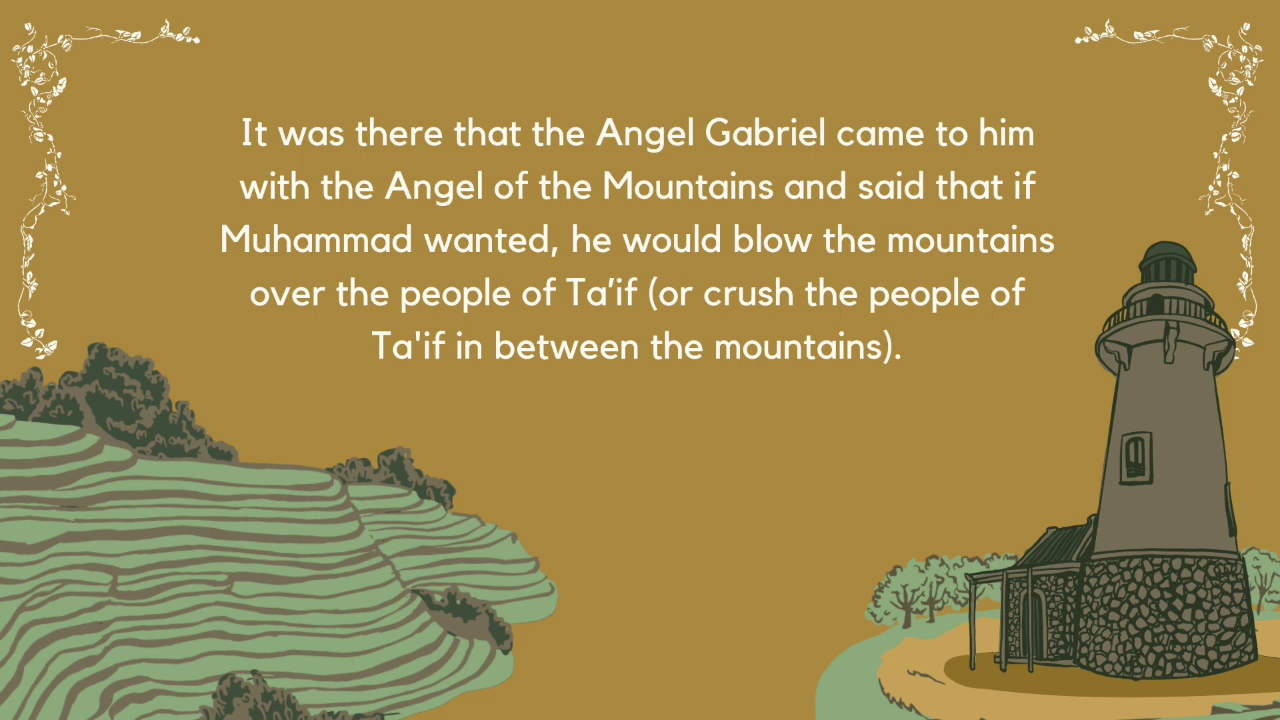 It was there that the Angel Gabriel came to him
with the Angel of the Mountains and said that if
Muhammad wanted, he would blow the mountains
over the people of Ta’if (or crush the people of
Ta'if in between the mountains).